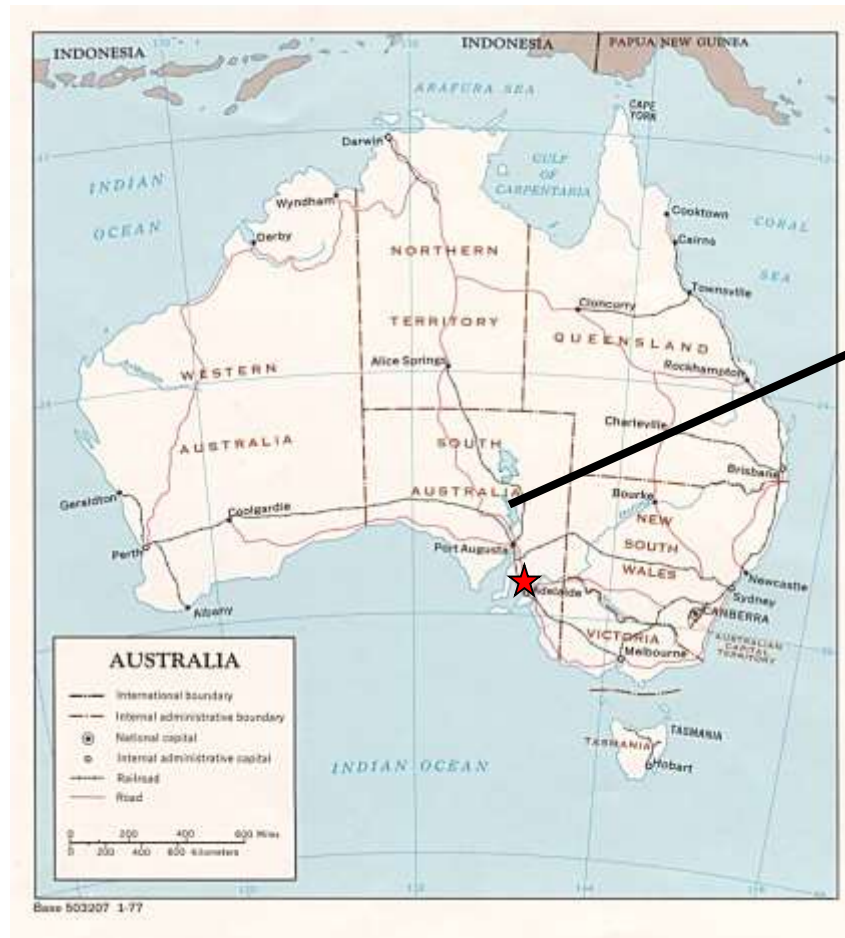 INDONESIA
INDONESIA
PAPUA NEW GUINEA
ARAFURA SEA
CAPE
YORK
Darwin
GULF
OF
CARPENTARIA
INDIAN
OCEAN
Wyndham
Derby
Cooktown
CORAL
SEA
Cairns
NORTHERN
TERRITORY
Townsville
Cloncurry
QUEENSLAND
Alice Springs
Rockhampton
WESTERN
AUSTRALIA
SOUTH
AUSTRALIA
Charleville
Brisbane
Geraldton
Coolgardie
Bourke
NEW
SOUTH
WALES
Perth
Port Augusta
Newcastle
Sydney
Albany
Adelaide
CANBERRA
AUSTRALIAN
CAPITAL
TERRITORY
VICTORIA
Melbourne
AUSTRALIA
International boundary
Internal administrative boundary
National capital
Internal administrative capital
Railroad
Road
0 200 400 600 Miles
0 200 400 600 Kilometers
INDIAN OCEAN
TASMANIA
TASMANIA
Hobart
Base 503207 1-77